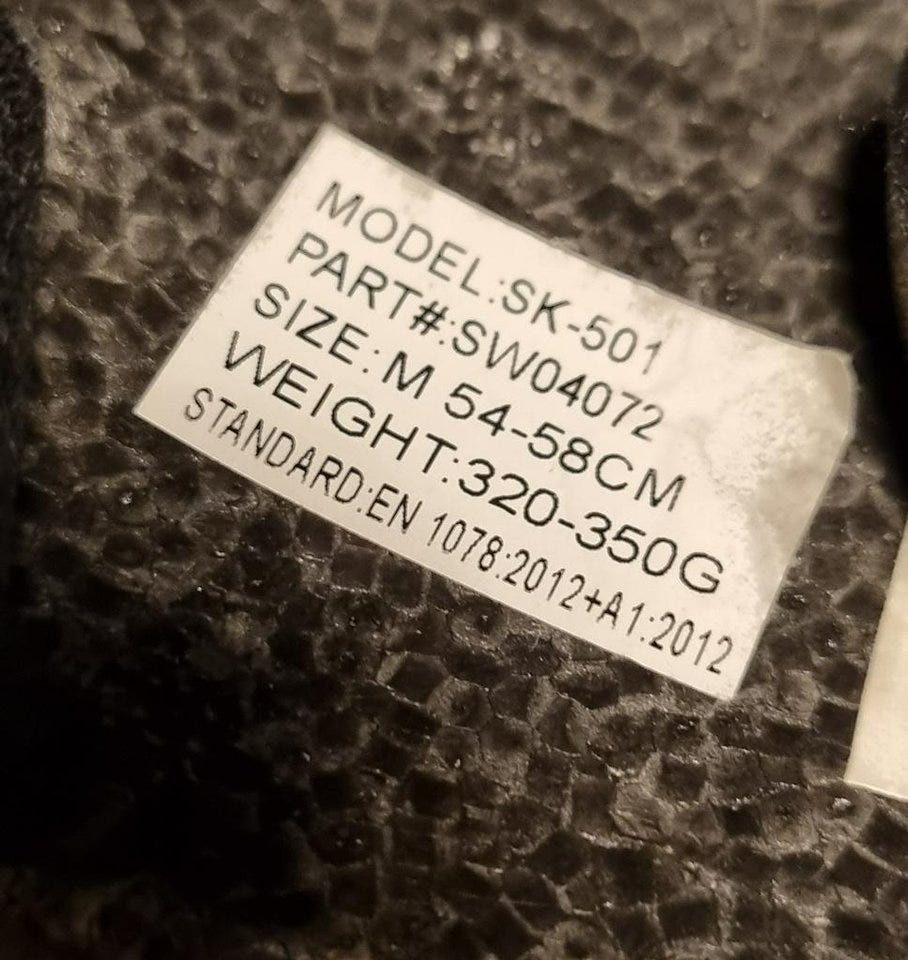 MODEL:SK-501
PART#:SW04072
SIZE: M 54-58CM
WEIGHT:320-350G
STANDARD:EN 1078:2012+A1:2012